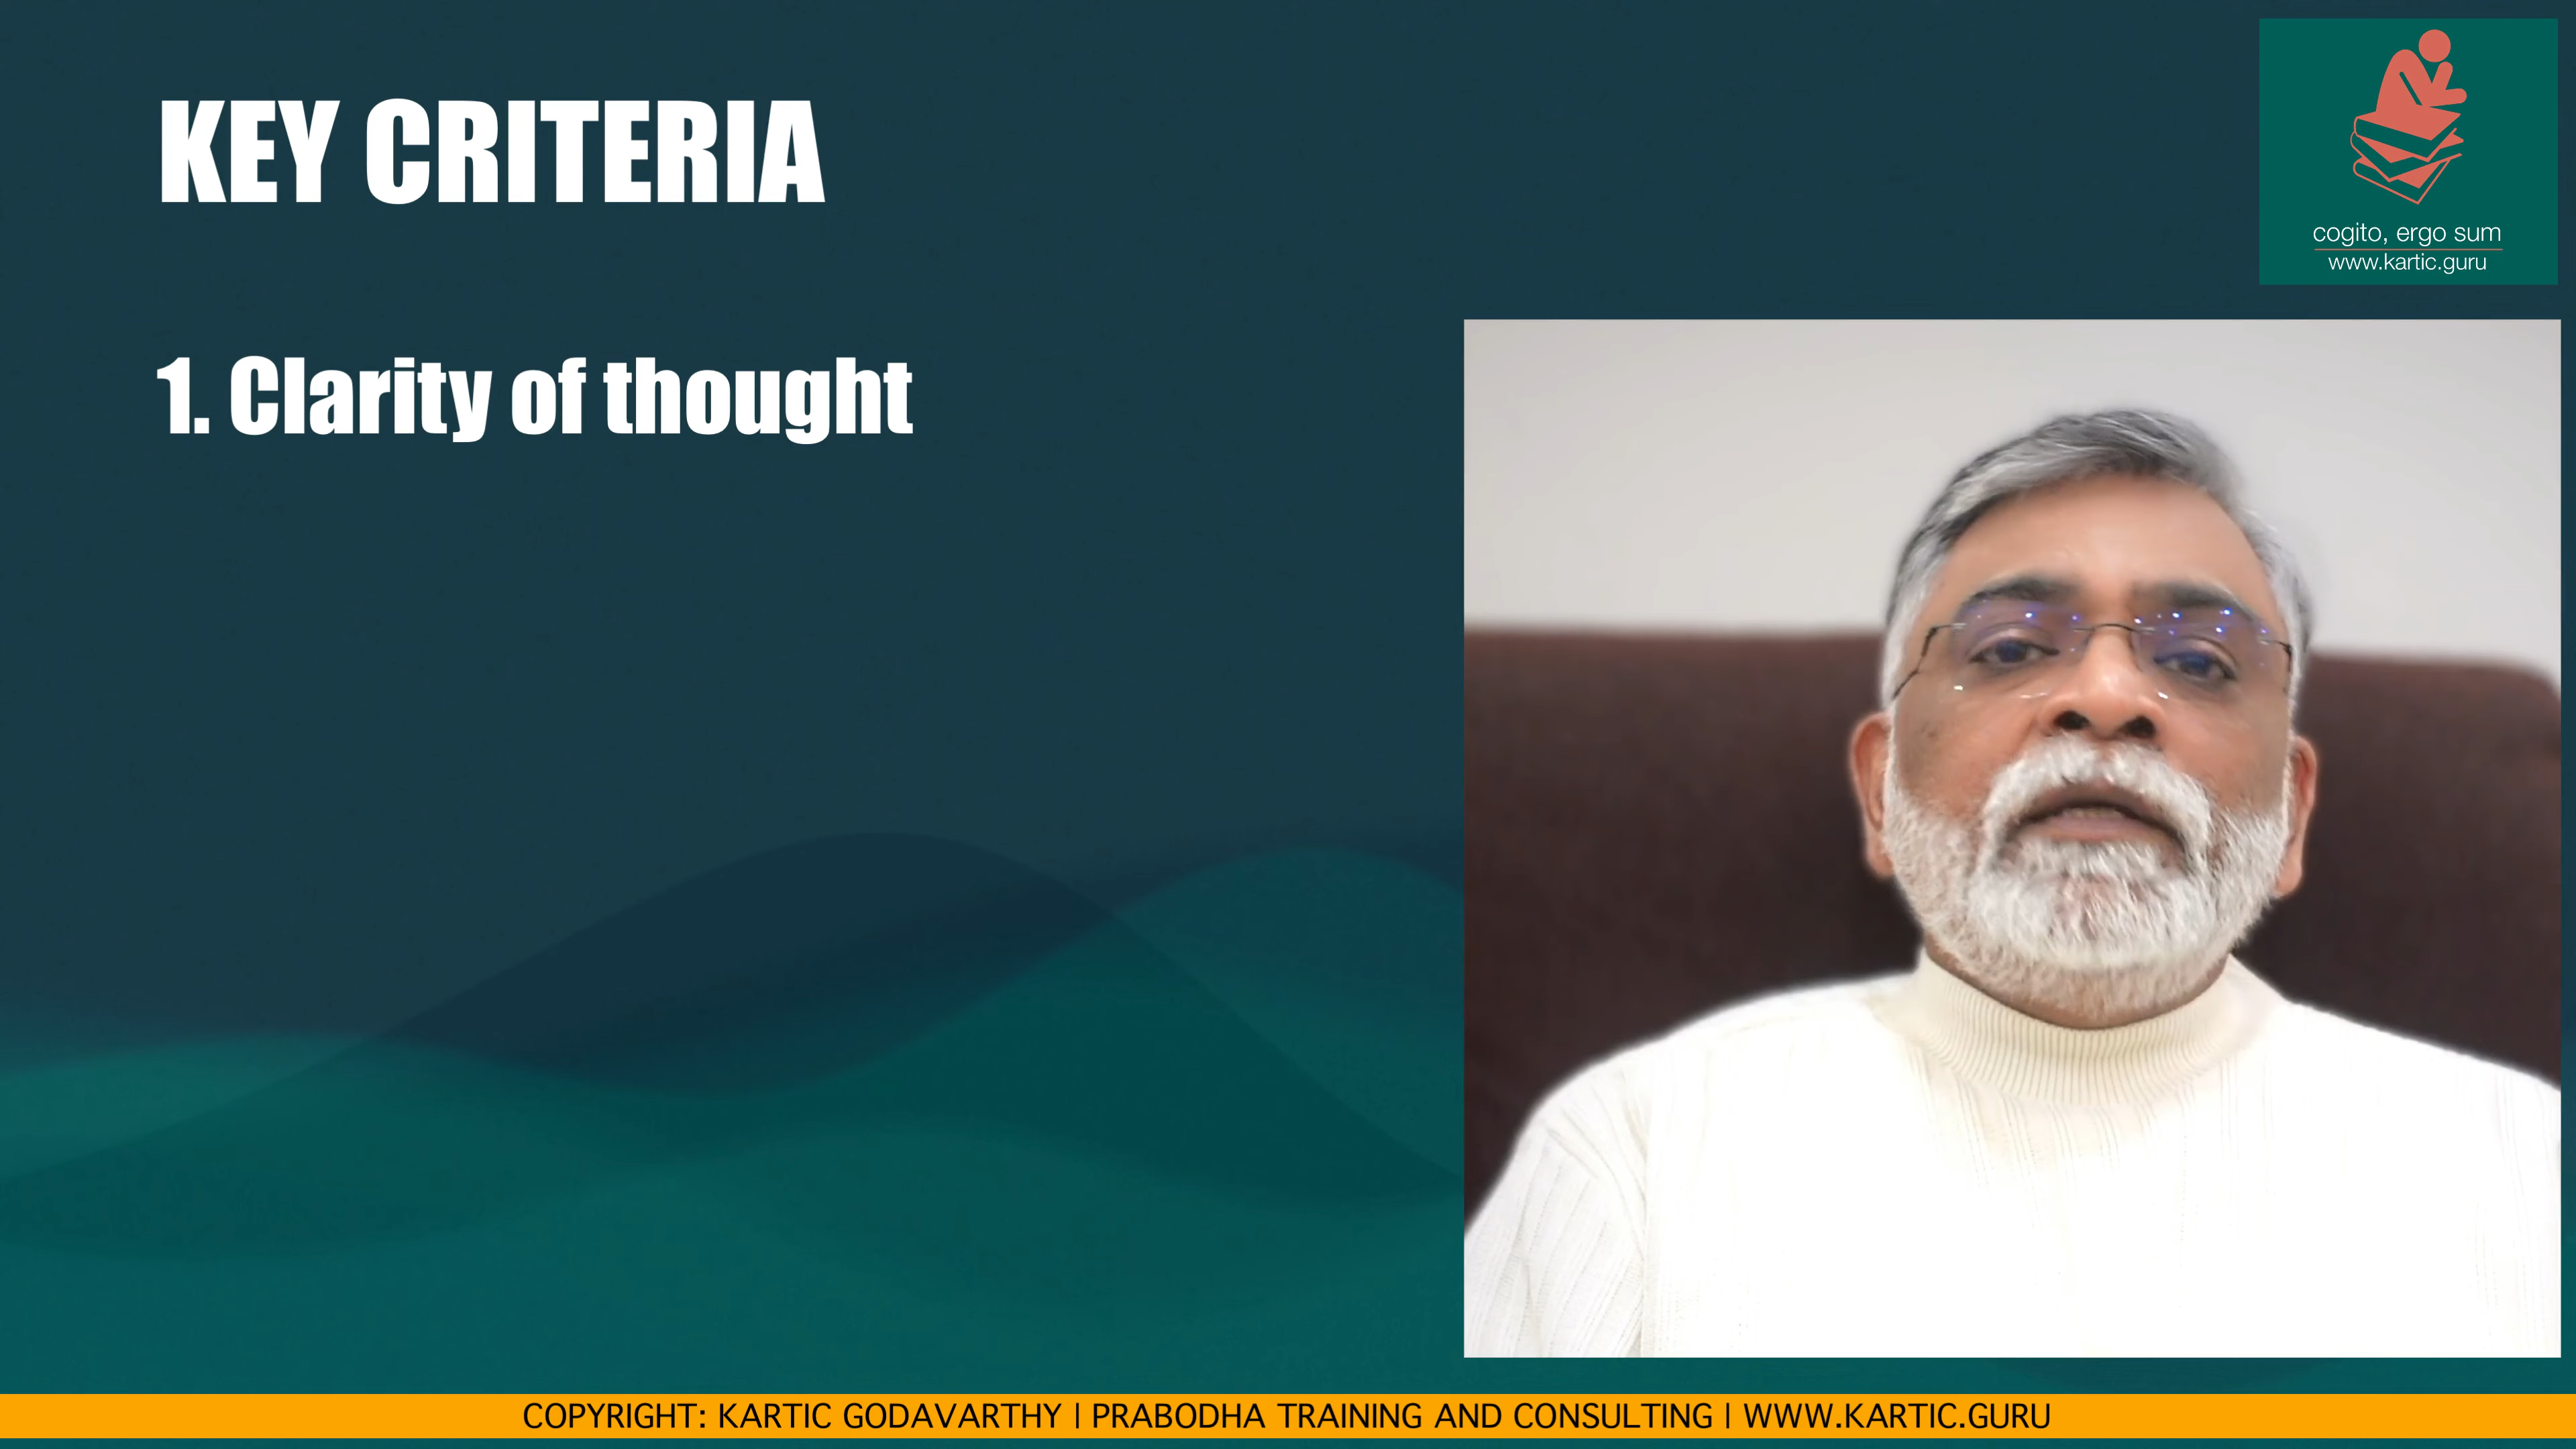 KEY CRITERIA
1. Clarity of thought
cogito, ergo sum
www.kartic.guru
COPYRIGHT: KARTIC GODAVARTHY | PRABODHA TRAINING AND CONSULTING | WWW.KARTIC.GURU